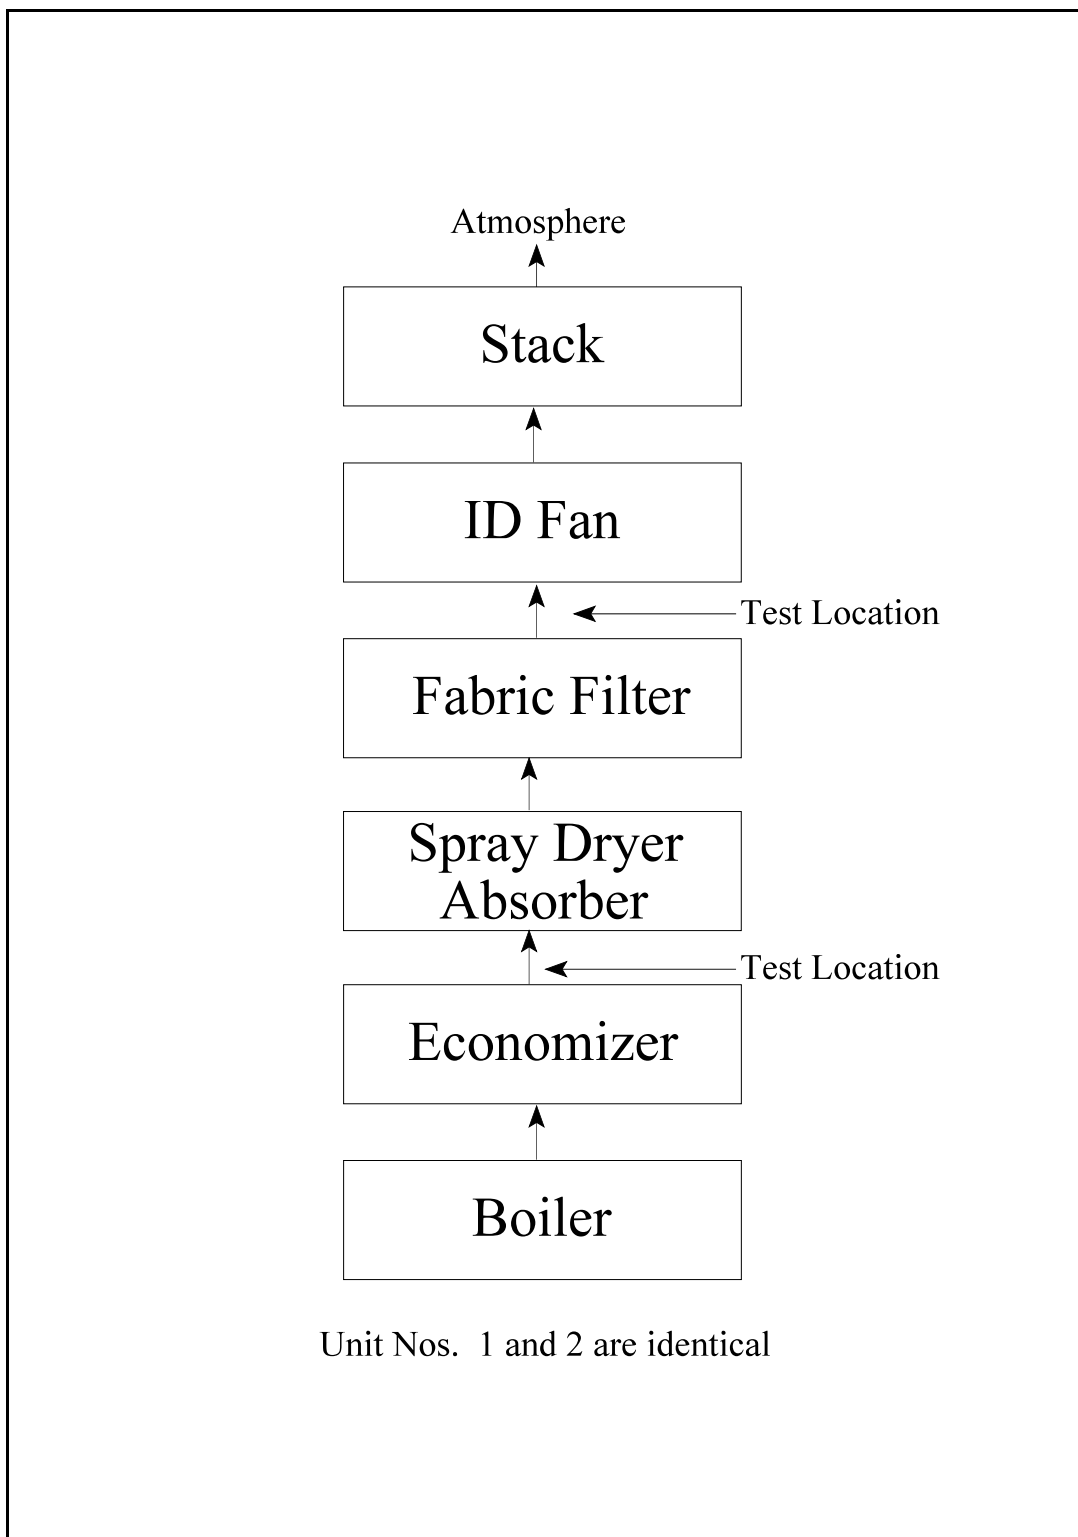 Atmosphere
Stack
ID Fan
Test Location
Fabric Filter
Spray Dryer
Absorber
Test Location
Economizer
Boiler
Unit Nos.  1 and 2 are identical